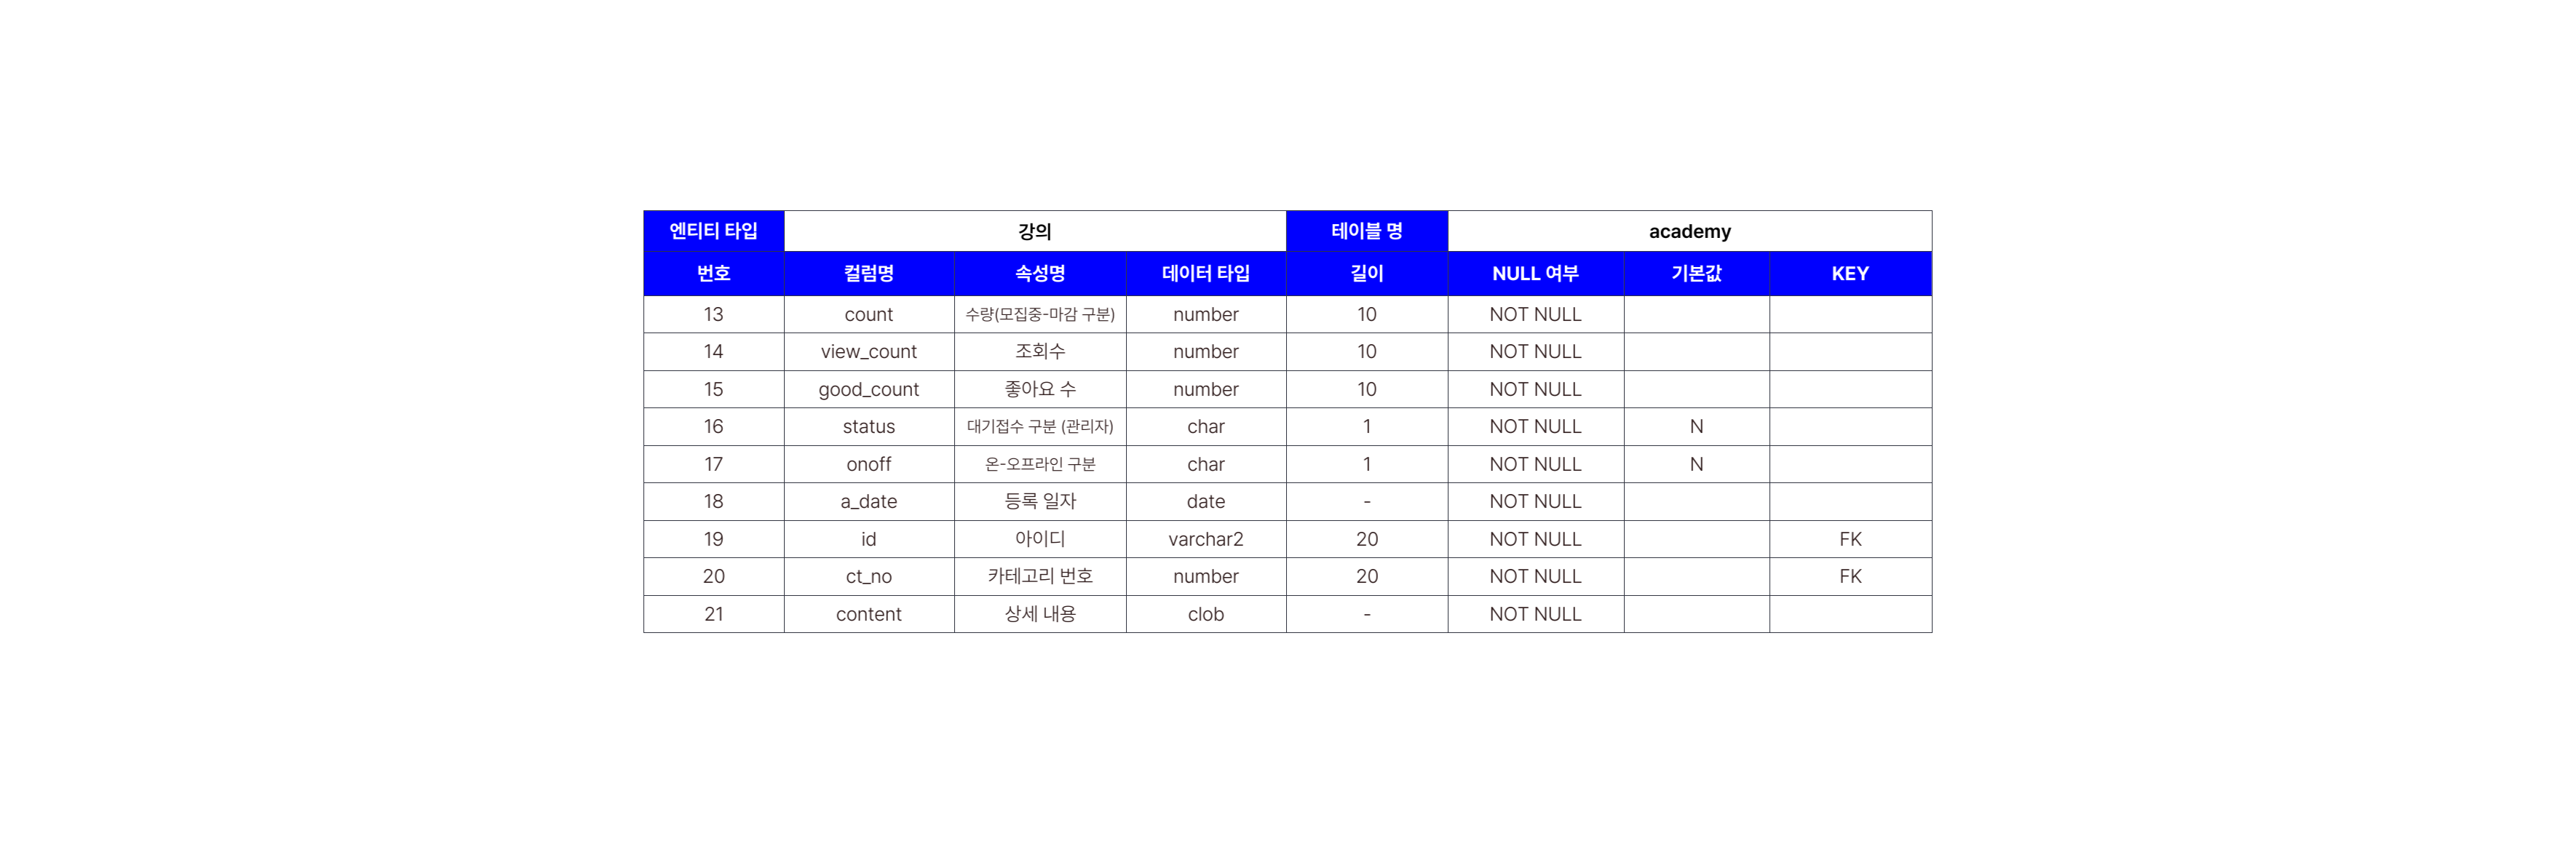 엔티티 타입 강의 테이블 명 academy
번호 컬럼명 속성명 데이터 타입 길이 NULL 여부 기본값 KEY
13 count 수량(모집중-마감 구분) number 10 NOT NULL
14 view_count 조회수 number 10 NOT NULL
15 good_count 좋아요 수 number 10 NOT NULL
16 status 대기접수 구분 (관리자) char 1 NOT NULL N
17 onoff 온-오프라인 구분 char 1 NOT NULL N
18 a_date 등록 일자 date - NOT NULL
19 id 아이디 varchar2 20 NOT NULL FK
20 ct_no 카테고리 번호 number 20 NOT NULL FK
21 content 상세 내용 clob - NOT NULL